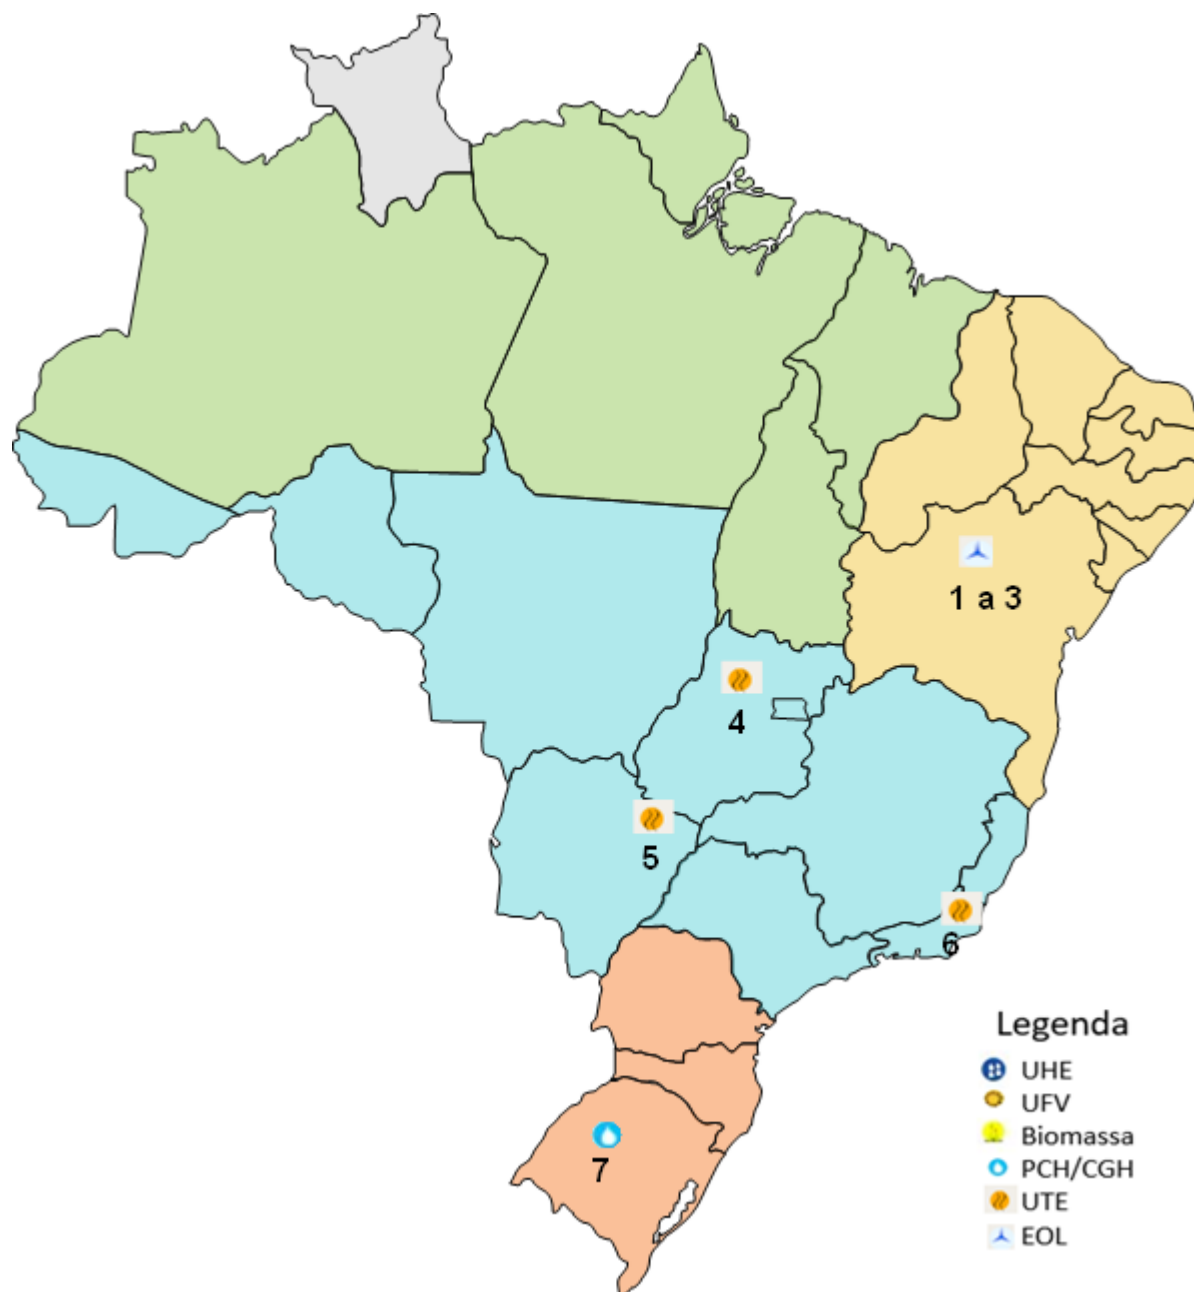 1 a 3
4
5
6
7
Legenda
UHE
UFV
Biomassa
PCH/CGH
UTE
EOL